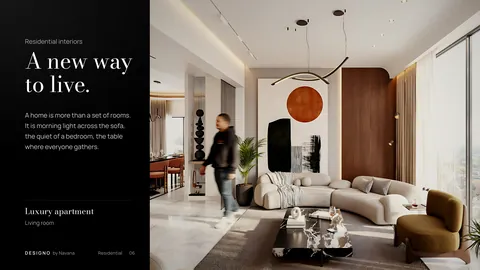 Residential interiors
A new way
to live.
A home is more than a set of rooms.
It is morning light across the sofa,
the quiet of a bedroom, the table
where everyone gathers.
Luxury apartment
Living room
DESIGNO by Navana
Residential 06